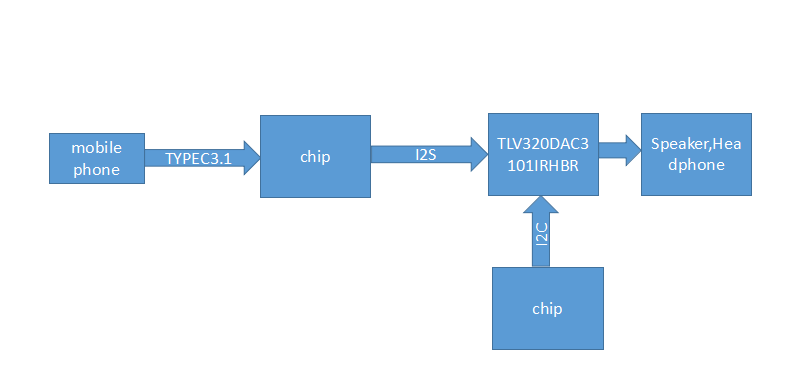 mobile
phone
TYPEC3.1
chip
I2S
TLV320DAC3
101IRHBR
Speaker,Hea
dphone
I2C
chip